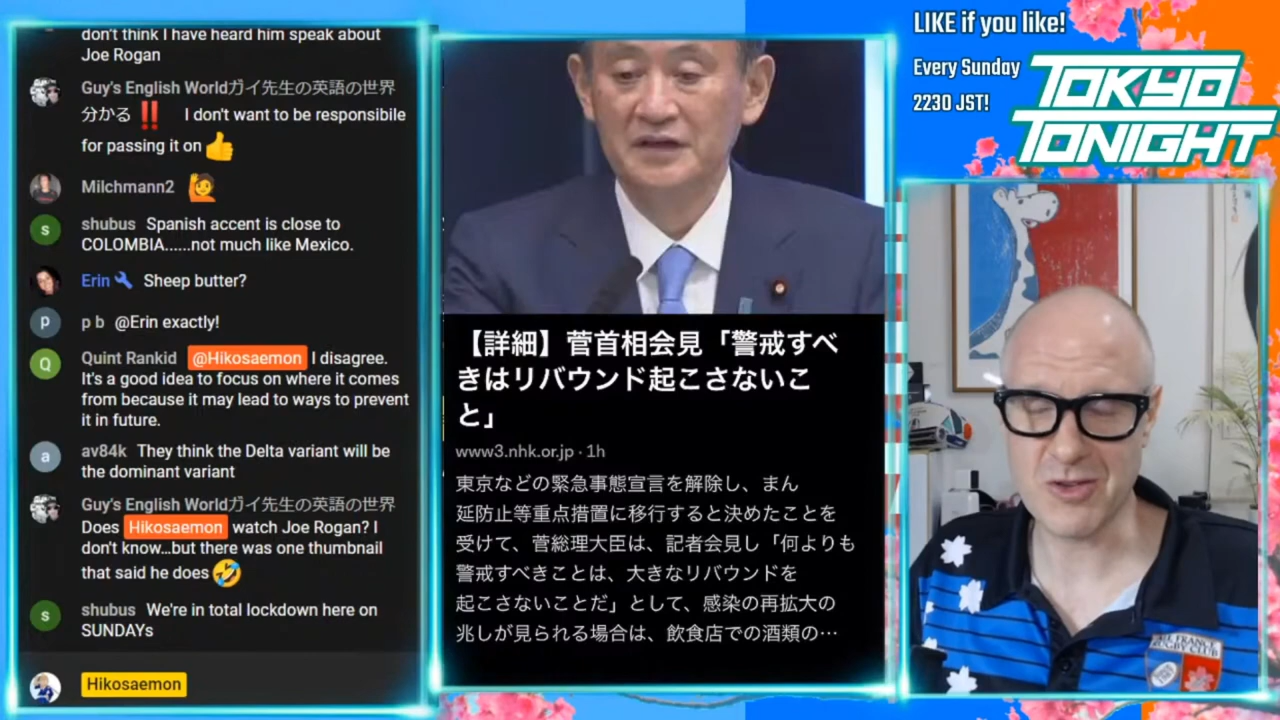 don't think I have heard him speak about
Joe Rogan
Guy's English Worldガイ先生の英語の世界
分かる ‼️ I don't want to be responsible
for passing it on 👍
Milchmann2 🙋
shubus Spanish accent is close to
COLOMBIA......not much like Mexico.
Erin 🔧 Sheep butter?
p b @Erin exactly!
Quint Rankid @Hikosaemon I disagree.
It's a good idea to focus on where it comes
from because it may lead to ways to prevent
it in future.
av84k They think the Delta variant will be
the dominant variant
Guy's English Worldガイ先生の英語の世界
Does Hikosaemon watch Joe Rogan? I
don't know…but there was one thumbnail
that said he does 🤣
shubus We're in total lockdown here on
SUNDAYs
Hikosaemon
【詳細】菅首相会見「警戒すべ
きはリバウンド起こさないこ
と」
www3.nhk.or.jp · 1h
東京などの緊急事態宣言を解除し、まん
延防止等重点措置に移行すると決めたことを
受けて、菅総理大臣は、記者会見し「何よりも
警戒すべきことは、大きなリバウンドを
起こさないことだ」として、感染の再拡大の
兆しが見られる場合は、飲食店での酒類の…
LIKE if you like!
Every Sunday
2230 JST!
TOKYO
TONIGHT
RUGBY CLUB